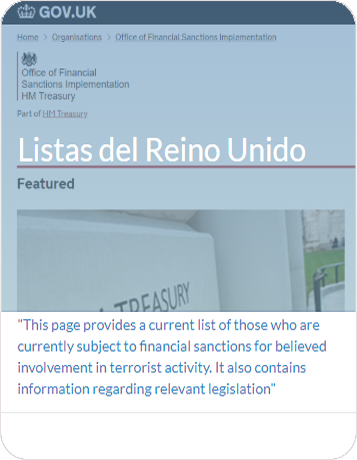 GOV.UK
Home > Organisations > Office of Financial Sanctions Implementation
Office of Financial
Sanctions Implementation
HM Treasury
Part of HM Treasury
Listas del Reino Unido
Featured
TREASURY
"This page provides a current list of those who are
currently subject to financial sanctions for believed
involvement in terrorist activity. It also contains
information regarding relevant legislation"